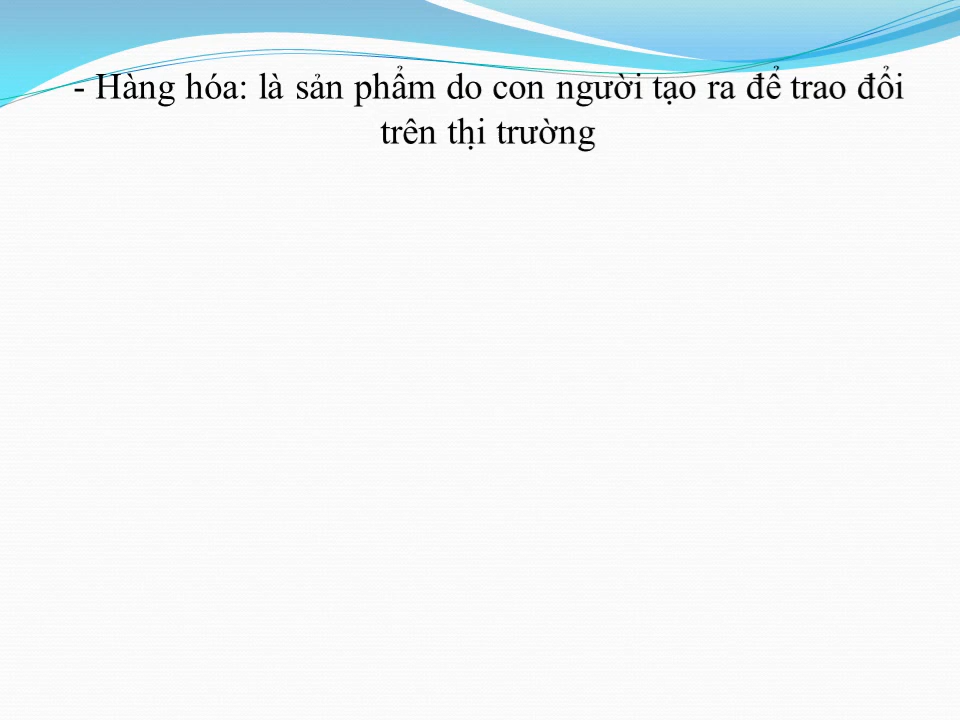 - Hàng hóa: là sản phẩm do con người tạo ra để trao đổi
trên thị trường